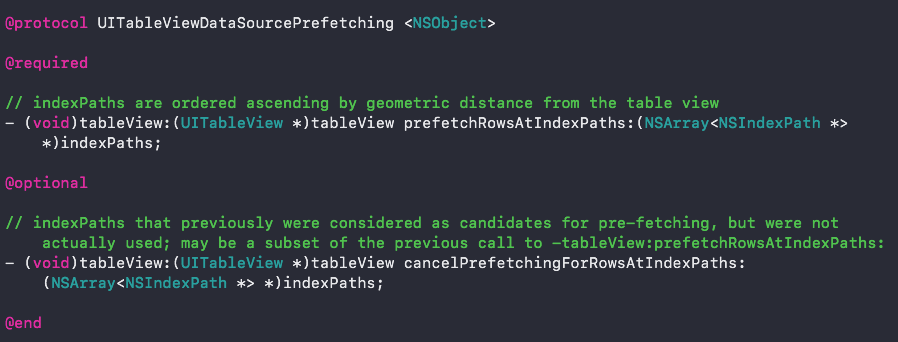 @protocol UITableViewDataSourcePrefetching <NSObject>
@required
// indexPaths are ordered ascending by geometric distance from the table view
- (void)tableView:(UITableView *)tableView prefetchRowsAtIndexPaths:(NSArray<NSIndexPath *>
*)indexPaths;
@optional
// indexPaths that previously were considered as candidates for pre-fetching, but were not
actually used; may be a subset of the previous call to -tableView:prefetchRowsAtIndexPaths:
- (void)tableView:(UITableView *)tableView cancelPrefetchingForRowsAtIndexPaths:
(NSArray<NSIndexPath *> *)indexPaths;
@end